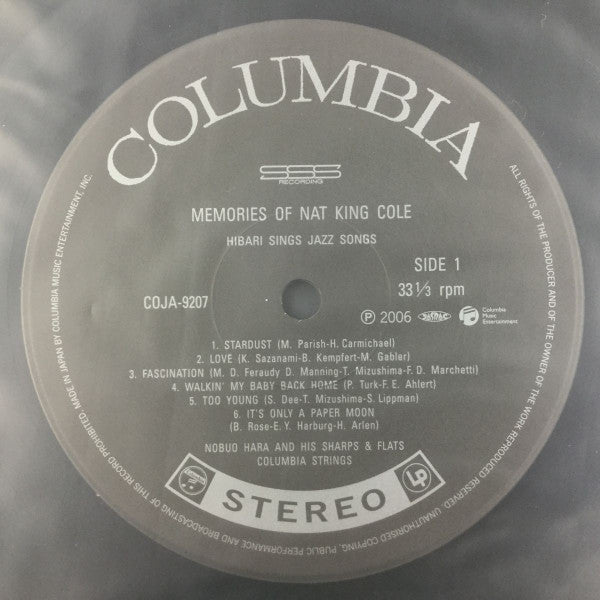 COLUMBIA
SSS
RECORDING
MEMORIES OF NAT KING COLE
HIBARI SINGS JAZZ SONGS
SIDE 1
COJA-9207
33 1/3 rpm
Ⓟ 2006
Columbia
Music
Entertainment
1. STARDUST (M. Parish-H. Carmichael)
2. LOVE (K. Sazanami-B. Kempfert-M. Gabler)
3. FASCINATION (M. D. Feraudy D. Manning-T. Mizushima-F. D. Marchetti)
4. WALKIN' MY BABY BACK HOME (P. Turk-F. E. Ahlert)
5. TOO YOUNG (S. Dee-T. Mizushima-S. Lippman)
6. IT'S ONLY A PAPER MOON
(B. Rose-E. Y. Harburg-H. Arlen)
NOBUO HARA AND HIS SHARPS & FLATS
COLUMBIA STRINGS
STEREO
LP
ALL RIGHTS OF THE PRODUCER AND OF THE OWNER OF THE WORK REPRODUCED RESERVED. UNAUTHORISED COPYING, PUBLIC PERFORMANCE AND BROADCASTING OF THIS RECORD PROHIBITED. MADE IN JAPAN BY COLUMBIA MUSIC ENTERTAINMENT, INC.